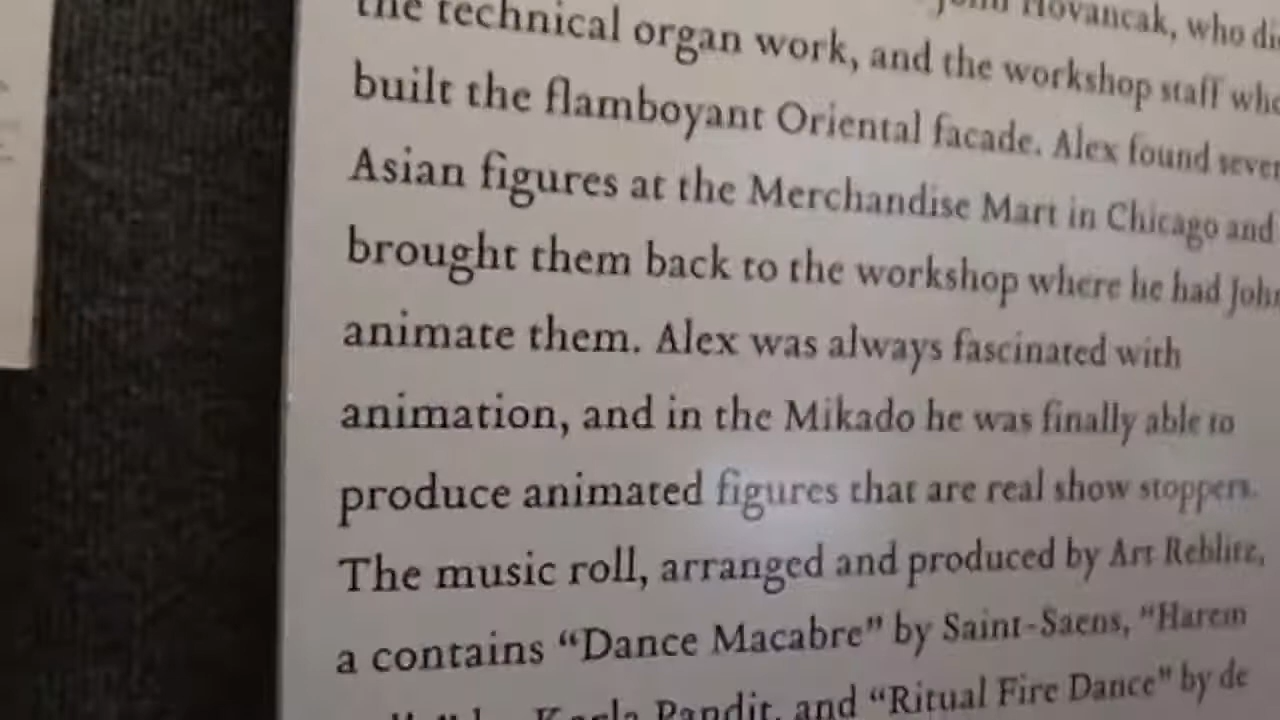 the technical organ work, and the workshop staff who
built the flamboyant Oriental facade. Alex found
Asian figures at the Merchandise Mart in Chicago and
brought them back to the workshop where he had
animate them. Alex was always fascinated with
animation, and in the Mikado he was finally able to
produce animated figures that are real show stoppers.
The music roll, arranged and produced by Art Reblitz,
a contains “Dance Macabre” by Saint-Saens, “Harem
Pandit, and “Ritual Fire Dance” by de